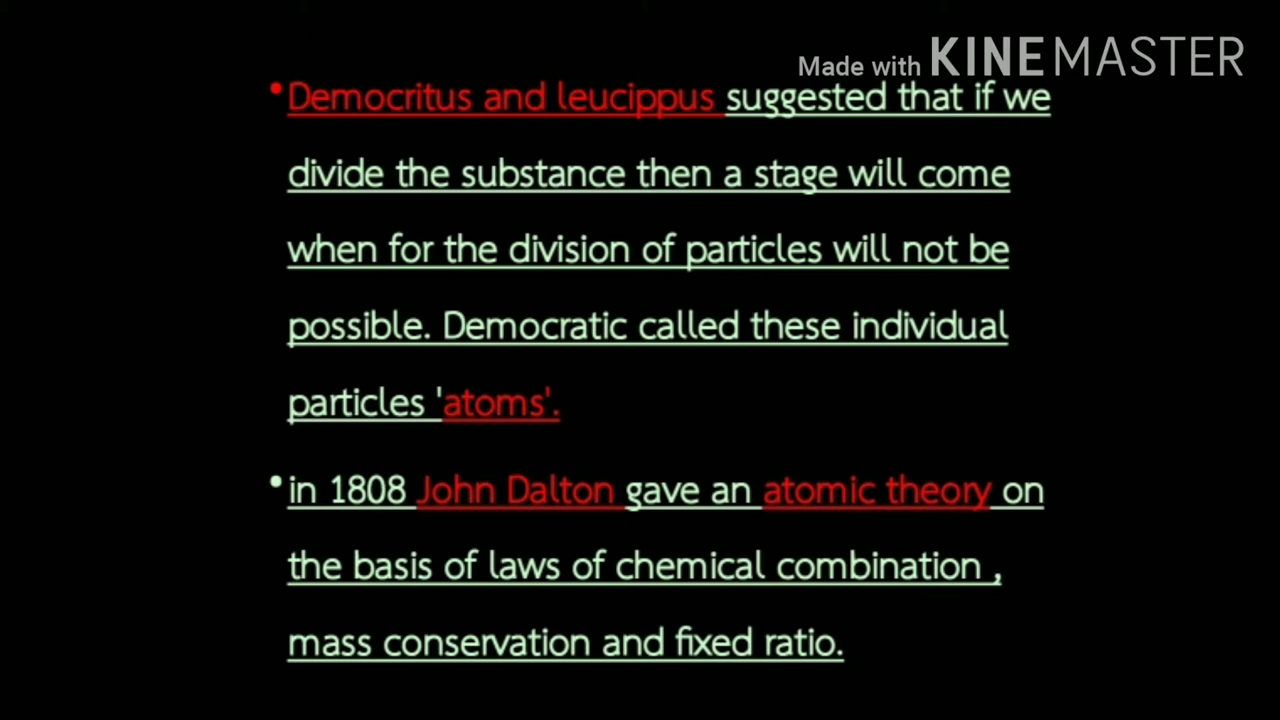 Made with KINEMASTER
•Democritus and leucippus suggested that if we
divide the substance then a stage will come
when for the division of particles will not be
possible. Democratic called these individual
particles 'atoms'.
•in 1808 John Dalton gave an atomic theory on
the basis of laws of chemical combination ,
mass conservation and fixed ratio.